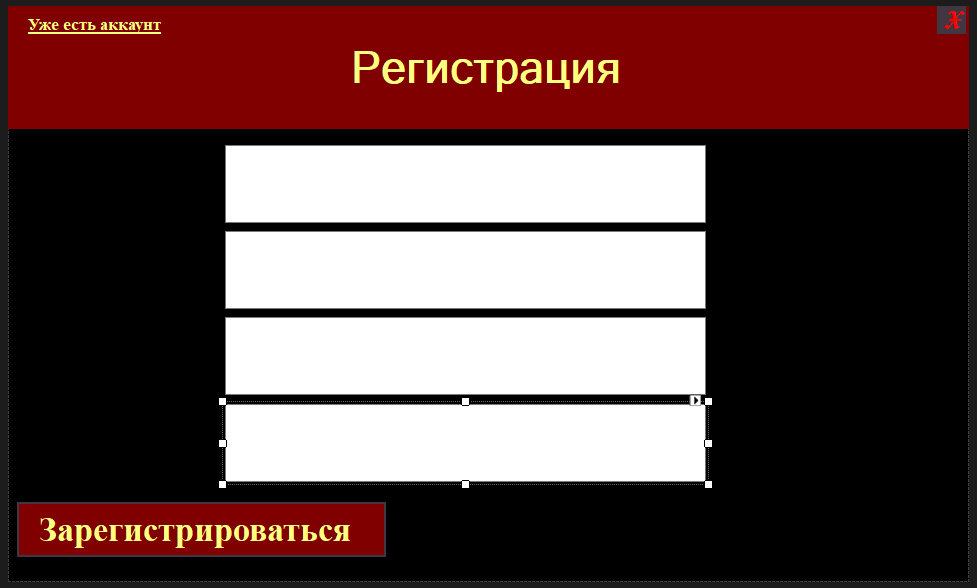 Уже есть аккаунт
X
Регистрация
Зарегистрироваться